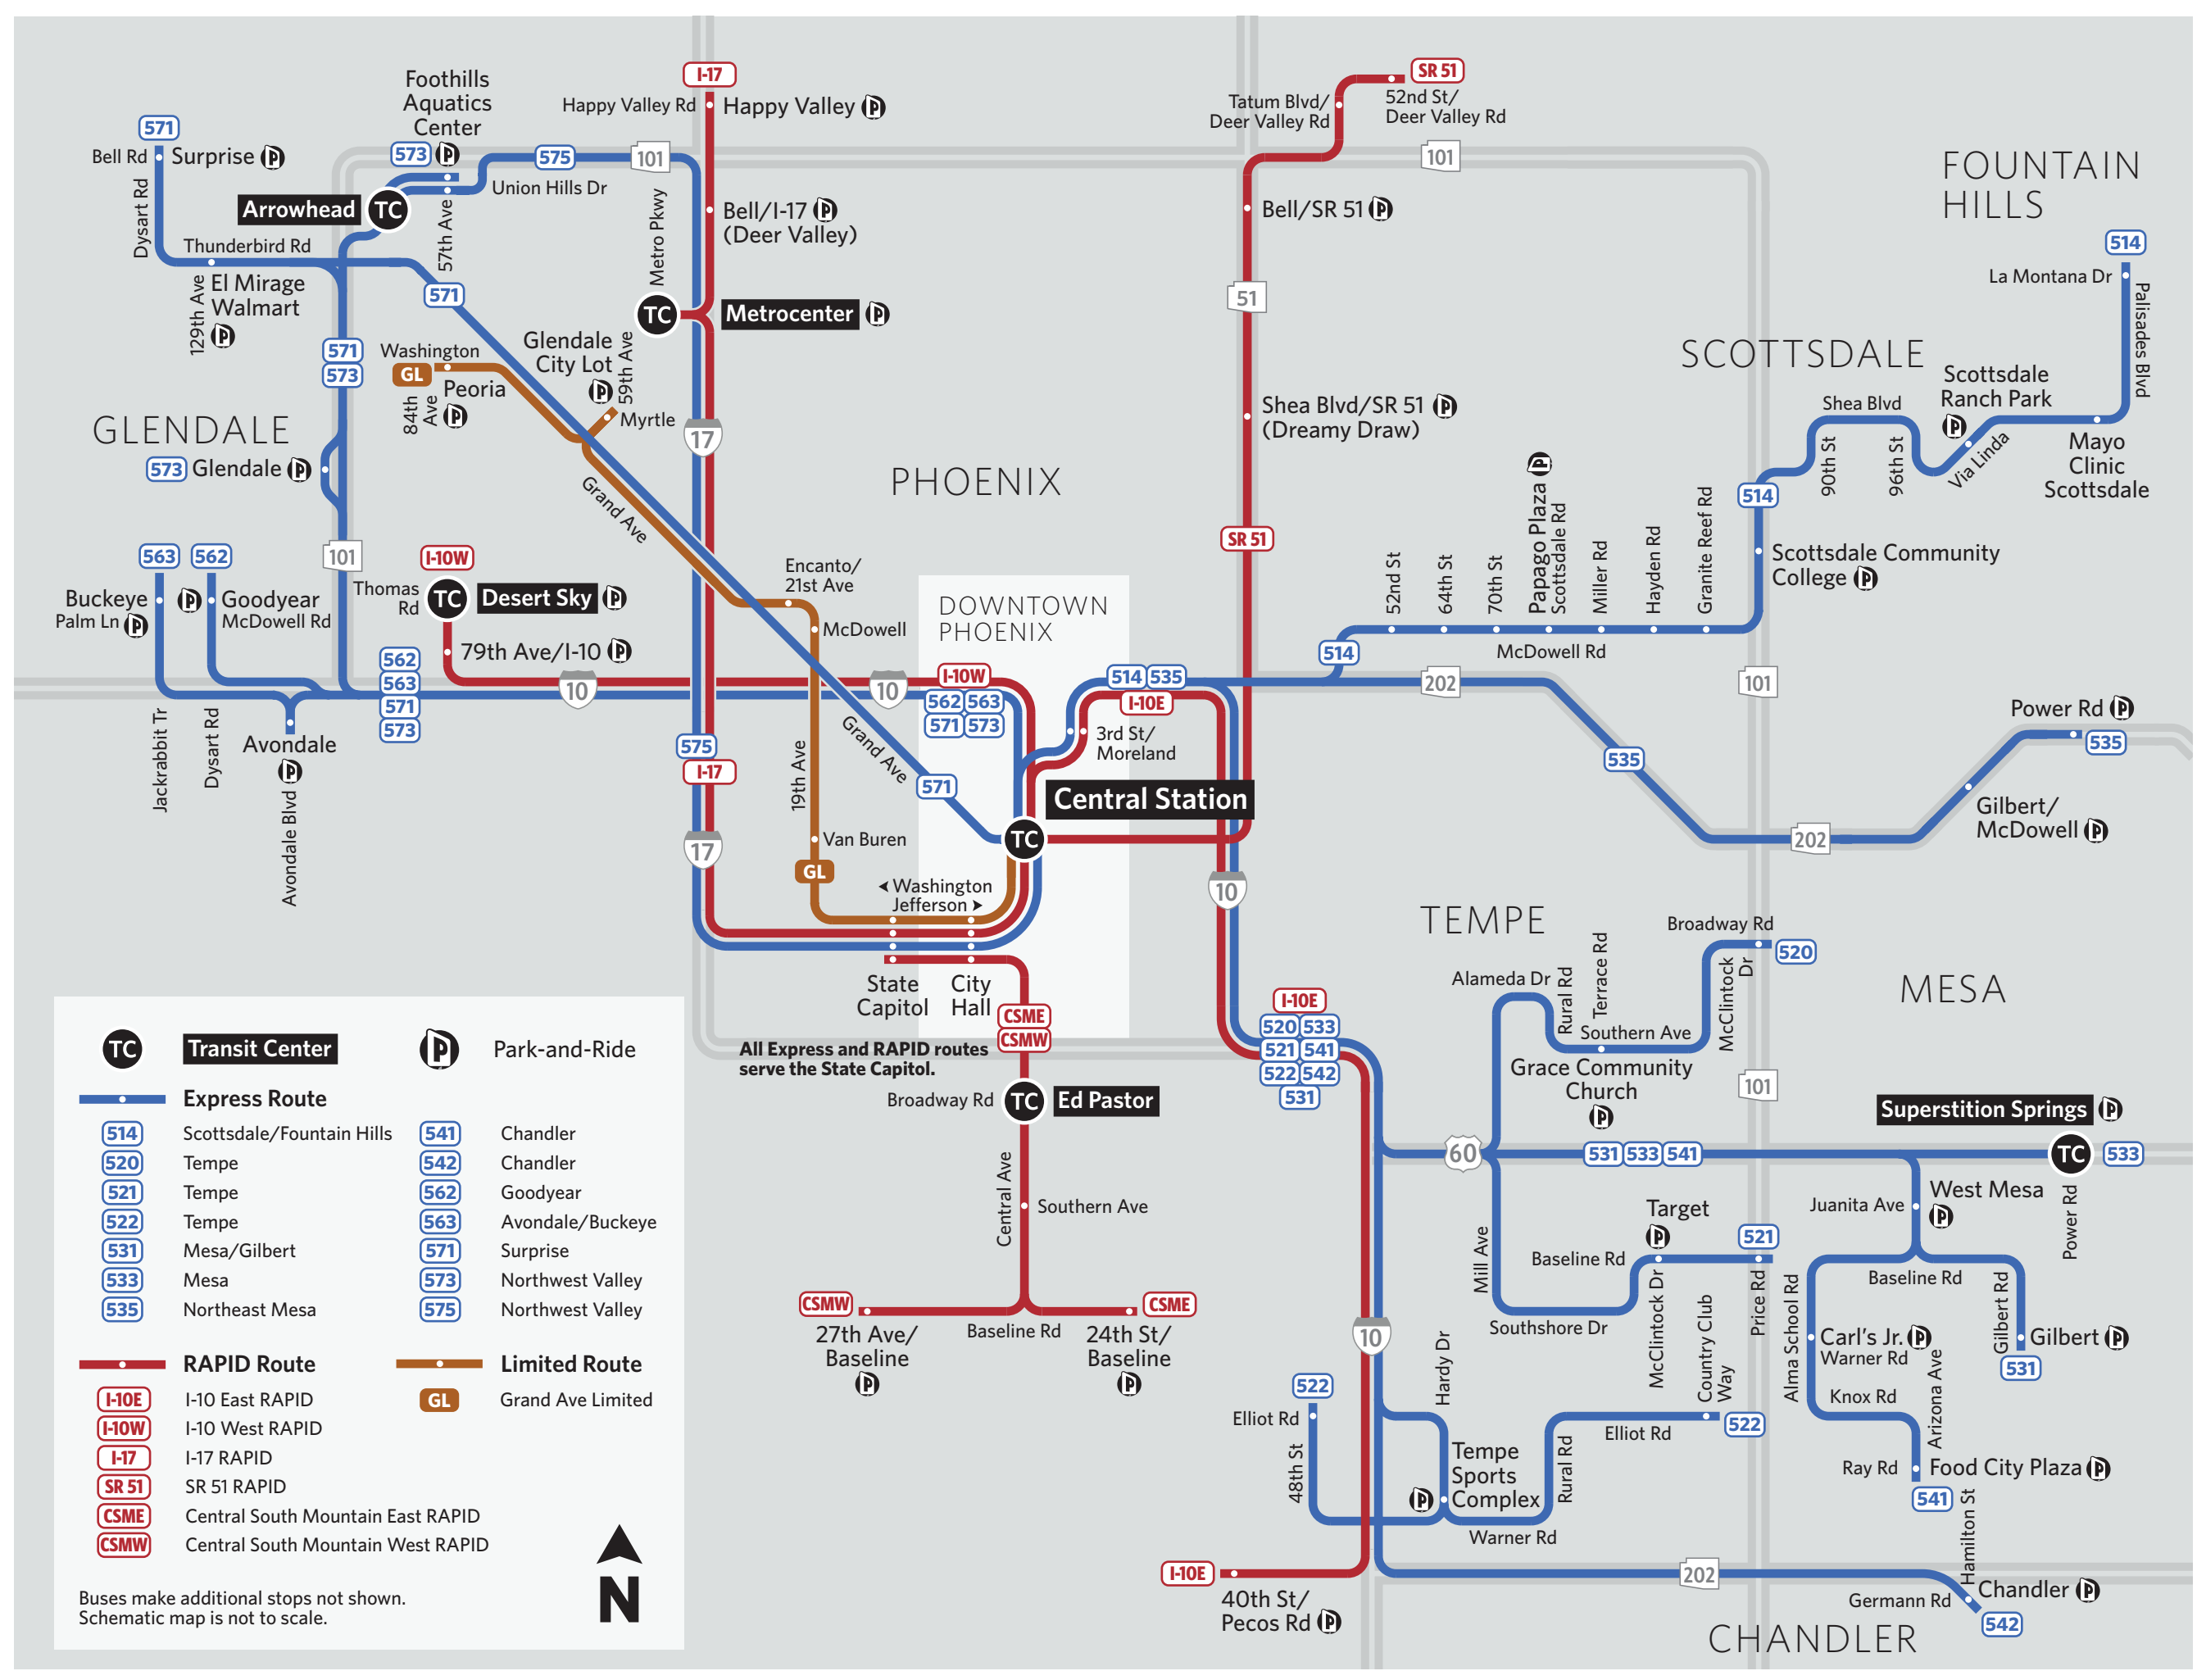 I-17
SR 51
Foothills
Aquatics
Center
Happy Valley Rd
Happy Valley
Tatum Blvd/
Deer Valley Rd
52nd St/
Deer Valley Rd
571
Bell Rd
Surprise
573
575
101
101
FOUNTAIN
HILLS
Dysart Rd
Arrowhead
TC
Union Hills Dr
57th Ave
Metro Pkwy
Bell/I-17
(Deer Valley)
Bell/SR 51
Thunderbird Rd
514
La Montana Dr
Palisades Blvd
129th Ave
El Mirage
Walmart
571
51
TC
Metrocenter
571
573
Washington
GL
Peoria
84th
Ave
Glendale
City Lot
59th Ave
Myrtle
SCOTTSDALE
Scottsdale
Ranch Park
Shea Blvd
Shea Blvd/SR 51
(Dreamy Draw)
GLENDALE
17
573
Glendale
PHOENIX
90th St
96th St
Via Linda
Mayo
Clinic
Scottsdale
514
Grand Ave
SR 51
52nd St
64th St
70th St
Papago Plaza
Scottsdale Rd
Miller Rd
Hayden Rd
Granite Reef Rd
Scottsdale Community
College
563
562
101
I-10W
Thomas
Rd
TC
Desert Sky
Encanto/
21st Ave
Buckeye
Palm Ln
Goodyear
McDowell Rd
DOWNTOWN
PHOENIX
McDowell
79th Ave/I-10
514
McDowell Rd
562
563
571
573
10
10
I-10W
562
563
571
573
514
535
I-10E
202
101
Jackrabbit Tr
Dysart Rd
Avondale
Avondale Blvd
575
I-17
19th Ave
Grand Ave
571
3rd St/
Moreland
535
Power Rd
535
Central Station
TC
Gilbert/
McDowell
202
17
Van Buren
GL
Washington
Jefferson
10
TEMPE
Broadway Rd
520
State
Capitol
City
Hall
CSME
CSMW
All Express and RAPID routes
serve the State Capitol.
Alameda Dr
Rural Rd
Terrace Rd
Southern Ave
McClintock
Dr
MESA
I-10E
520
533
521
541
522
542
531
Grace Community
Church
101
Broadway Rd
TC
Ed Pastor
Superstition Springs
60
531
533
541
TC
533
Central Ave
Southern Ave
Mill Ave
Target
521
Juanita Ave
West Mesa
Power Rd
Baseline Rd
Baseline Rd
CSMW
CSME
27th Ave/
Baseline
Baseline Rd
24th St/
Baseline
Southshore Dr
McClintock Dr
Country Club
Way
Price Rd
Alma School Rd
Carl's Jr.
Warner Rd
Arizona Ave
Gilbert Rd
Gilbert
531
10
Hardy Dr
522
Elliot Rd
48th St
Tempe
Sports
Complex
Rural Rd
Elliot Rd
522
Knox Rd
Ray Rd
Food City Plaza
541
Warner Rd
Hamilton St
I-10E
40th St/
Pecos Rd
202
Germann Rd
Chandler
542
CHANDLER
TC
Transit Center
Park-and-Ride
Express Route
514
Scottsdale/Fountain Hills
520
Tempe
521
Tempe
522
Tempe
531
Mesa/Gilbert
533
Mesa
535
Northeast Mesa
541
Chandler
542
Chandler
562
Goodyear
563
Avondale/Buckeye
571
Surprise
573
Northwest Valley
575
Northwest Valley
RAPID Route
I-10E
I-10 East RAPID
I-10W
I-10 West RAPID
I-17
I-17 RAPID
SR 51
SR 51 RAPID
CSME
Central South Mountain East RAPID
CSMW
Central South Mountain West RAPID
Limited Route
GL
Grand Ave Limited
Buses make additional stops not shown.
Schematic map is not to scale.
N